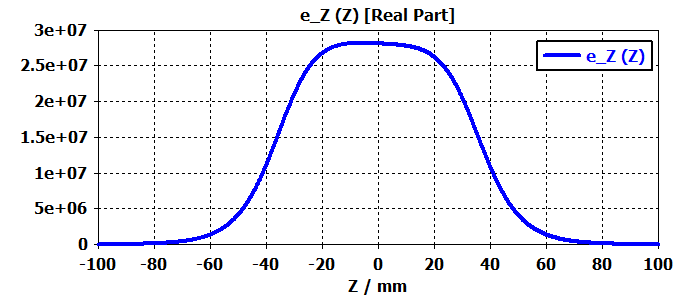 e_Z (Z) [Real Part]
3e+07
2.5e+07
2e+07
1.5e+07
1e+07
5e+06
0
e_Z (Z)
-100 -80 -60 -40 -20 0 20 40 60 80 100
Z / mm